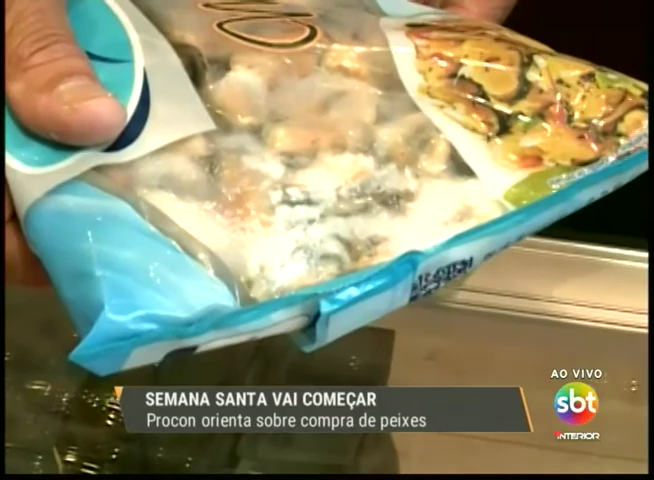 AO VIVO
sbt
INTERIOR
SEMANA SANTA VAI COMEÇAR
Procon orienta sobre compra de peixes